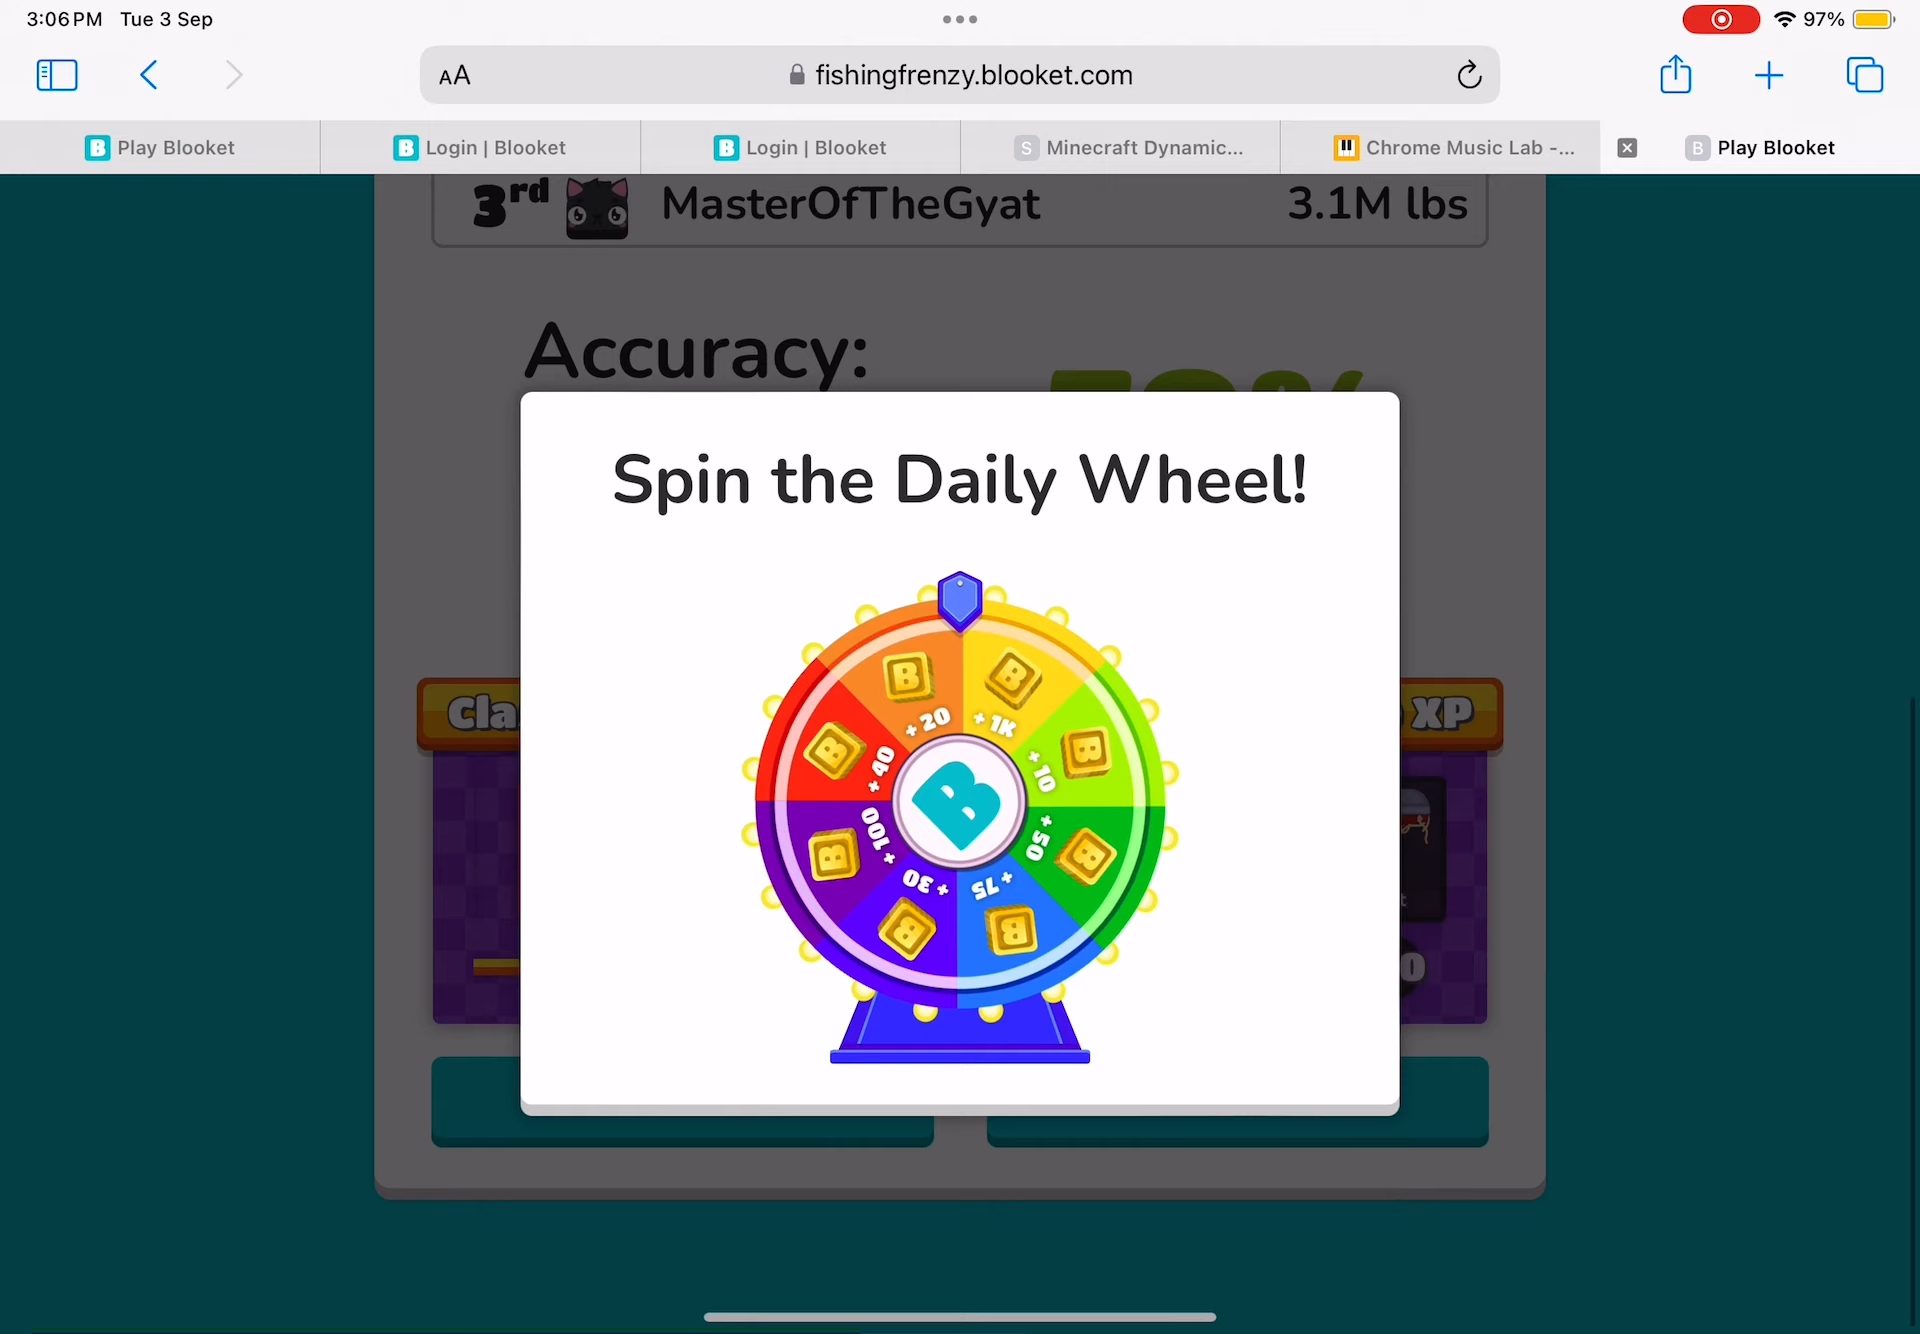 3:06 PM Tue 3 Sep
97%
AA
fishingfrenzy.blooket.com
Play Blooket
Login | Blooket
Login | Blooket
Minecraft Dynamic...
Chrome Music Lab -...
Play Blooket
3rd MasterOfTheGyat 3.1M lbs
Accuracy:
Spin the Daily Wheel!
+ 20
+ 1K
+ 10
+ 50
+ 75
+ 30
+ 100
+ 40
XP